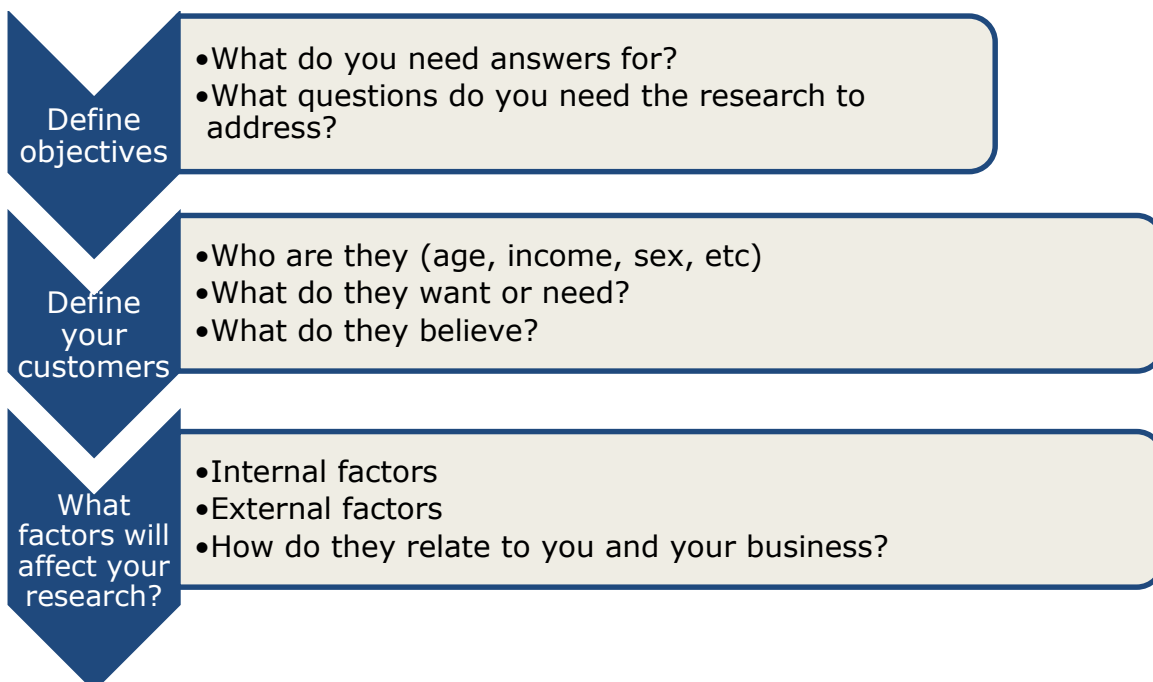 Define
objectives
•What do you need answers for?
•What questions do you need the research to
address?
Define
your
customers
•Who are they (age, income, sex, etc)
•What do they want or need?
•What do they believe?
What
factors will
affect your
research?
•Internal factors
•External factors
•How do they relate to you and your business?